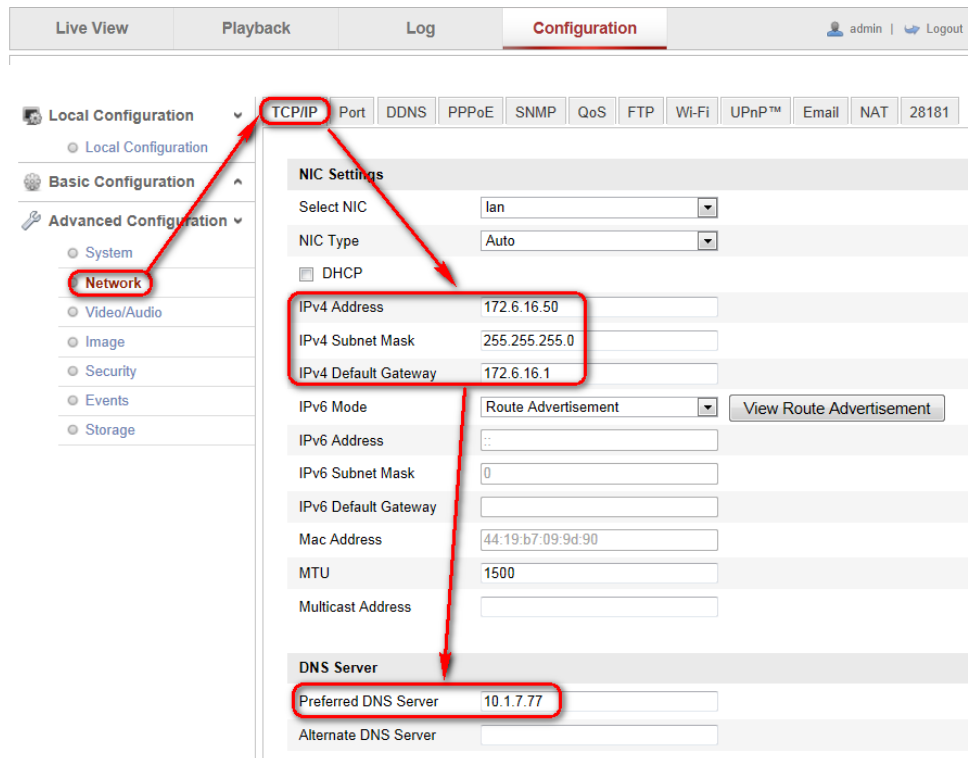 Live View Playback Log Configuration admin | Logout
Local Configuration
Local Configuration
Basic Configuration
Advanced Configuration
System
Network
Video/Audio
Image
Security
Events
Storage
TCP/IP Port DDNS PPPoE SNMP QoS FTP Wi-Fi UPnP™ Email NAT 28181
NIC Settings
Select NIC lan
NIC Type Auto
DHCP
IPv4 Address 172.6.16.50
IPv4 Subnet Mask 255.255.255.0
IPv4 Default Gateway 172.6.16.1
IPv6 Mode Route Advertisement View Route Advertisement
IPv6 Address ::
IPv6 Subnet Mask 0
IPv6 Default Gateway
Mac Address 44:19:b7:09:9d:90
MTU 1500
Multicast Address
DNS Server
Preferred DNS Server 10.1.7.77
Alternate DNS Server